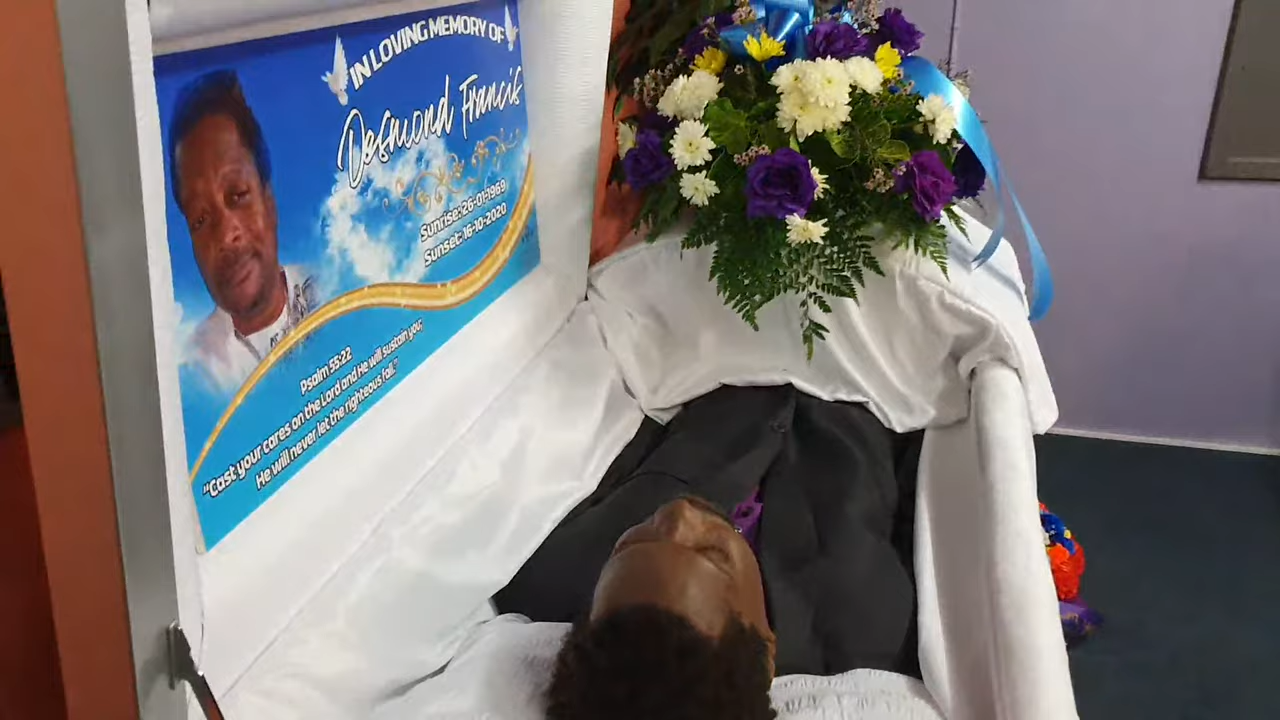 IN LOVING MEMORY OF
Desmond Francis
Sunrise: 26-01-1969
Sunset: 16-10-2020
Psalm 55:22
"Cast your cares on the Lord and He will sustain you;
He will never let the righteous fall."